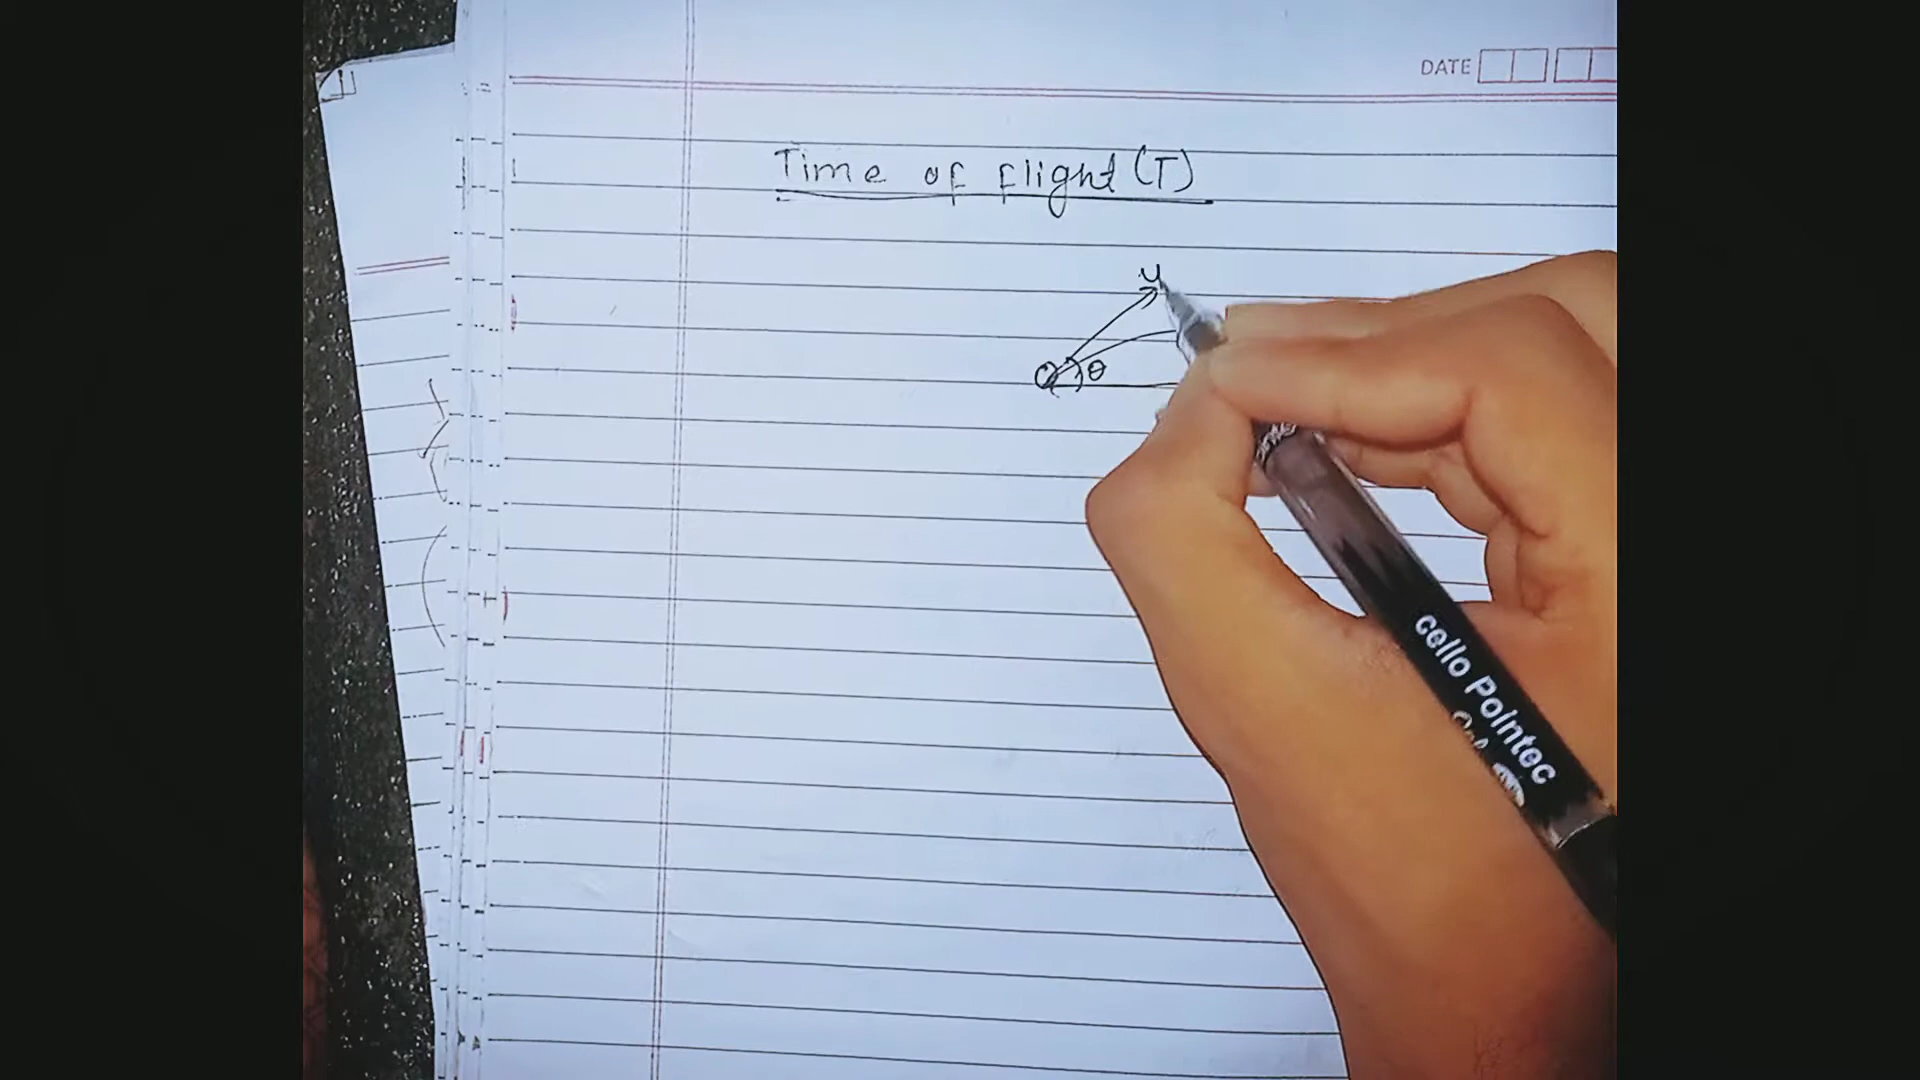 DATE
Time of flight (T)
u
θ
cello Pointec